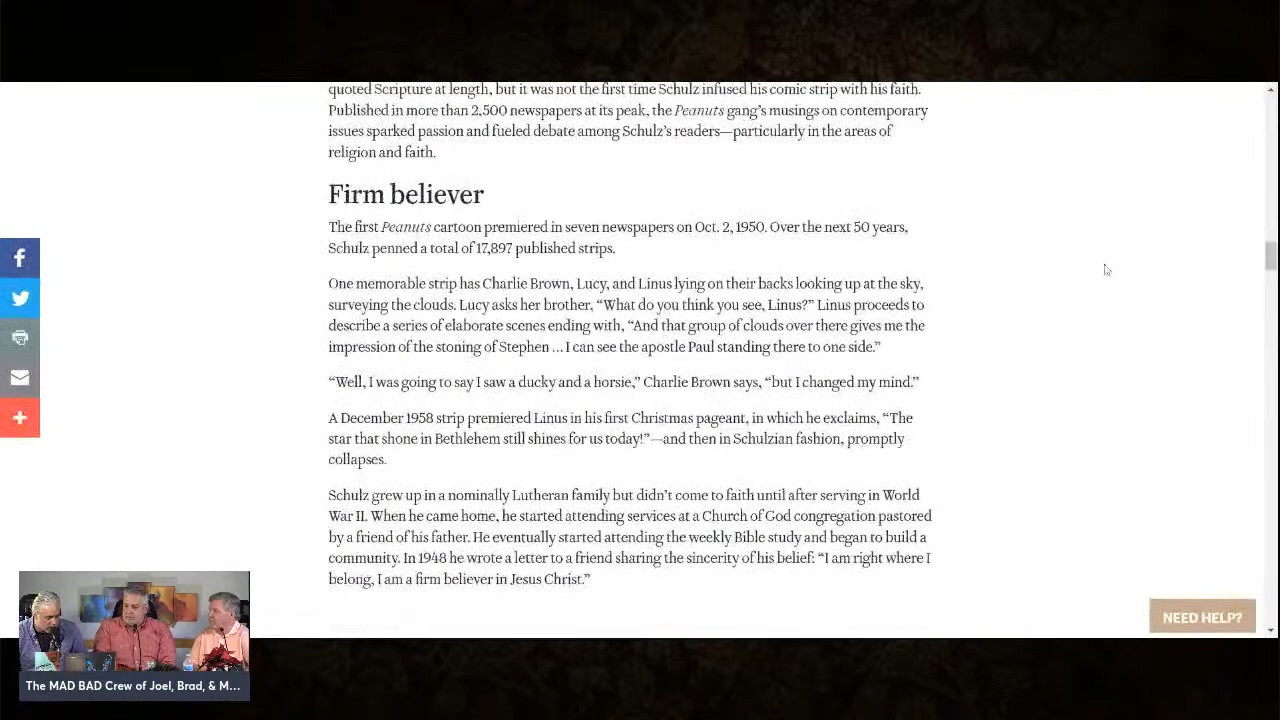 quoted Scripture at length, but it was not the first time Schulz infused his comic strip with his faith.
Published in more than 2,500 newspapers at its peak, the Peanuts gang’s musings on contemporary
issues sparked passion and fueled debate among Schulz’s readers—particularly in the areas of
religion and faith.
Firm believer
The first Peanuts cartoon premiered in seven newspapers on Oct. 2, 1950. Over the next 50 years,
Schulz penned a total of 17,897 published strips.
One memorable strip has Charlie Brown, Lucy, and Linus lying on their backs looking up at the sky,
surveying the clouds. Lucy asks her brother, “What do you think you see, Linus?” Linus proceeds to
describe a series of elaborate scenes ending with, “And that group of clouds over there gives me the
impression of the stoning of Stephen … I can see the apostle Paul standing there to one side.”
“Well, I was going to say I saw a ducky and a horsie,” Charlie Brown says, “but I changed my mind.”
A December 1958 strip premiered Linus in his first Christmas pageant, in which he exclaims, “The
star that shone in Bethlehem still shines for us today!”—and then in Schulzian fashion, promptly
collapses.
Schulz grew up in a nominally Lutheran family but didn’t come to faith until after serving in World
War II. When he came home, he started attending services at a Church of God congregation pastored
by a friend of his father. He eventually started attending the weekly Bible study and began to build a
community. In 1948 he wrote a letter to a friend sharing the sincerity of his belief: “I am right where I
belong, I am a firm believer in Jesus Christ.”
NEED HELP?
The MAD BAD Crew of Joel, Brad, & M...